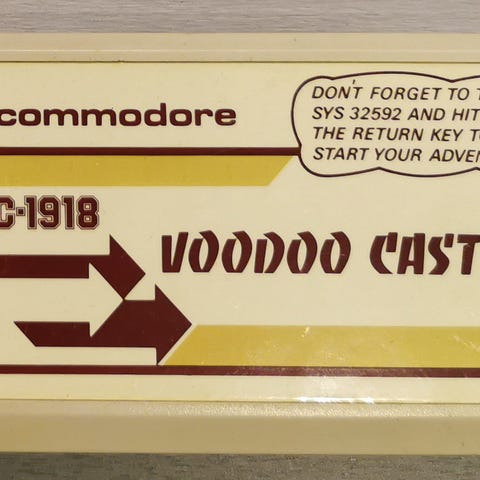 commodore
DON'T FORGET TO T
SYS 32592 AND HIT
THE RETURN KEY TO
START YOUR ADVEN
C-1918
VOODOO CAST